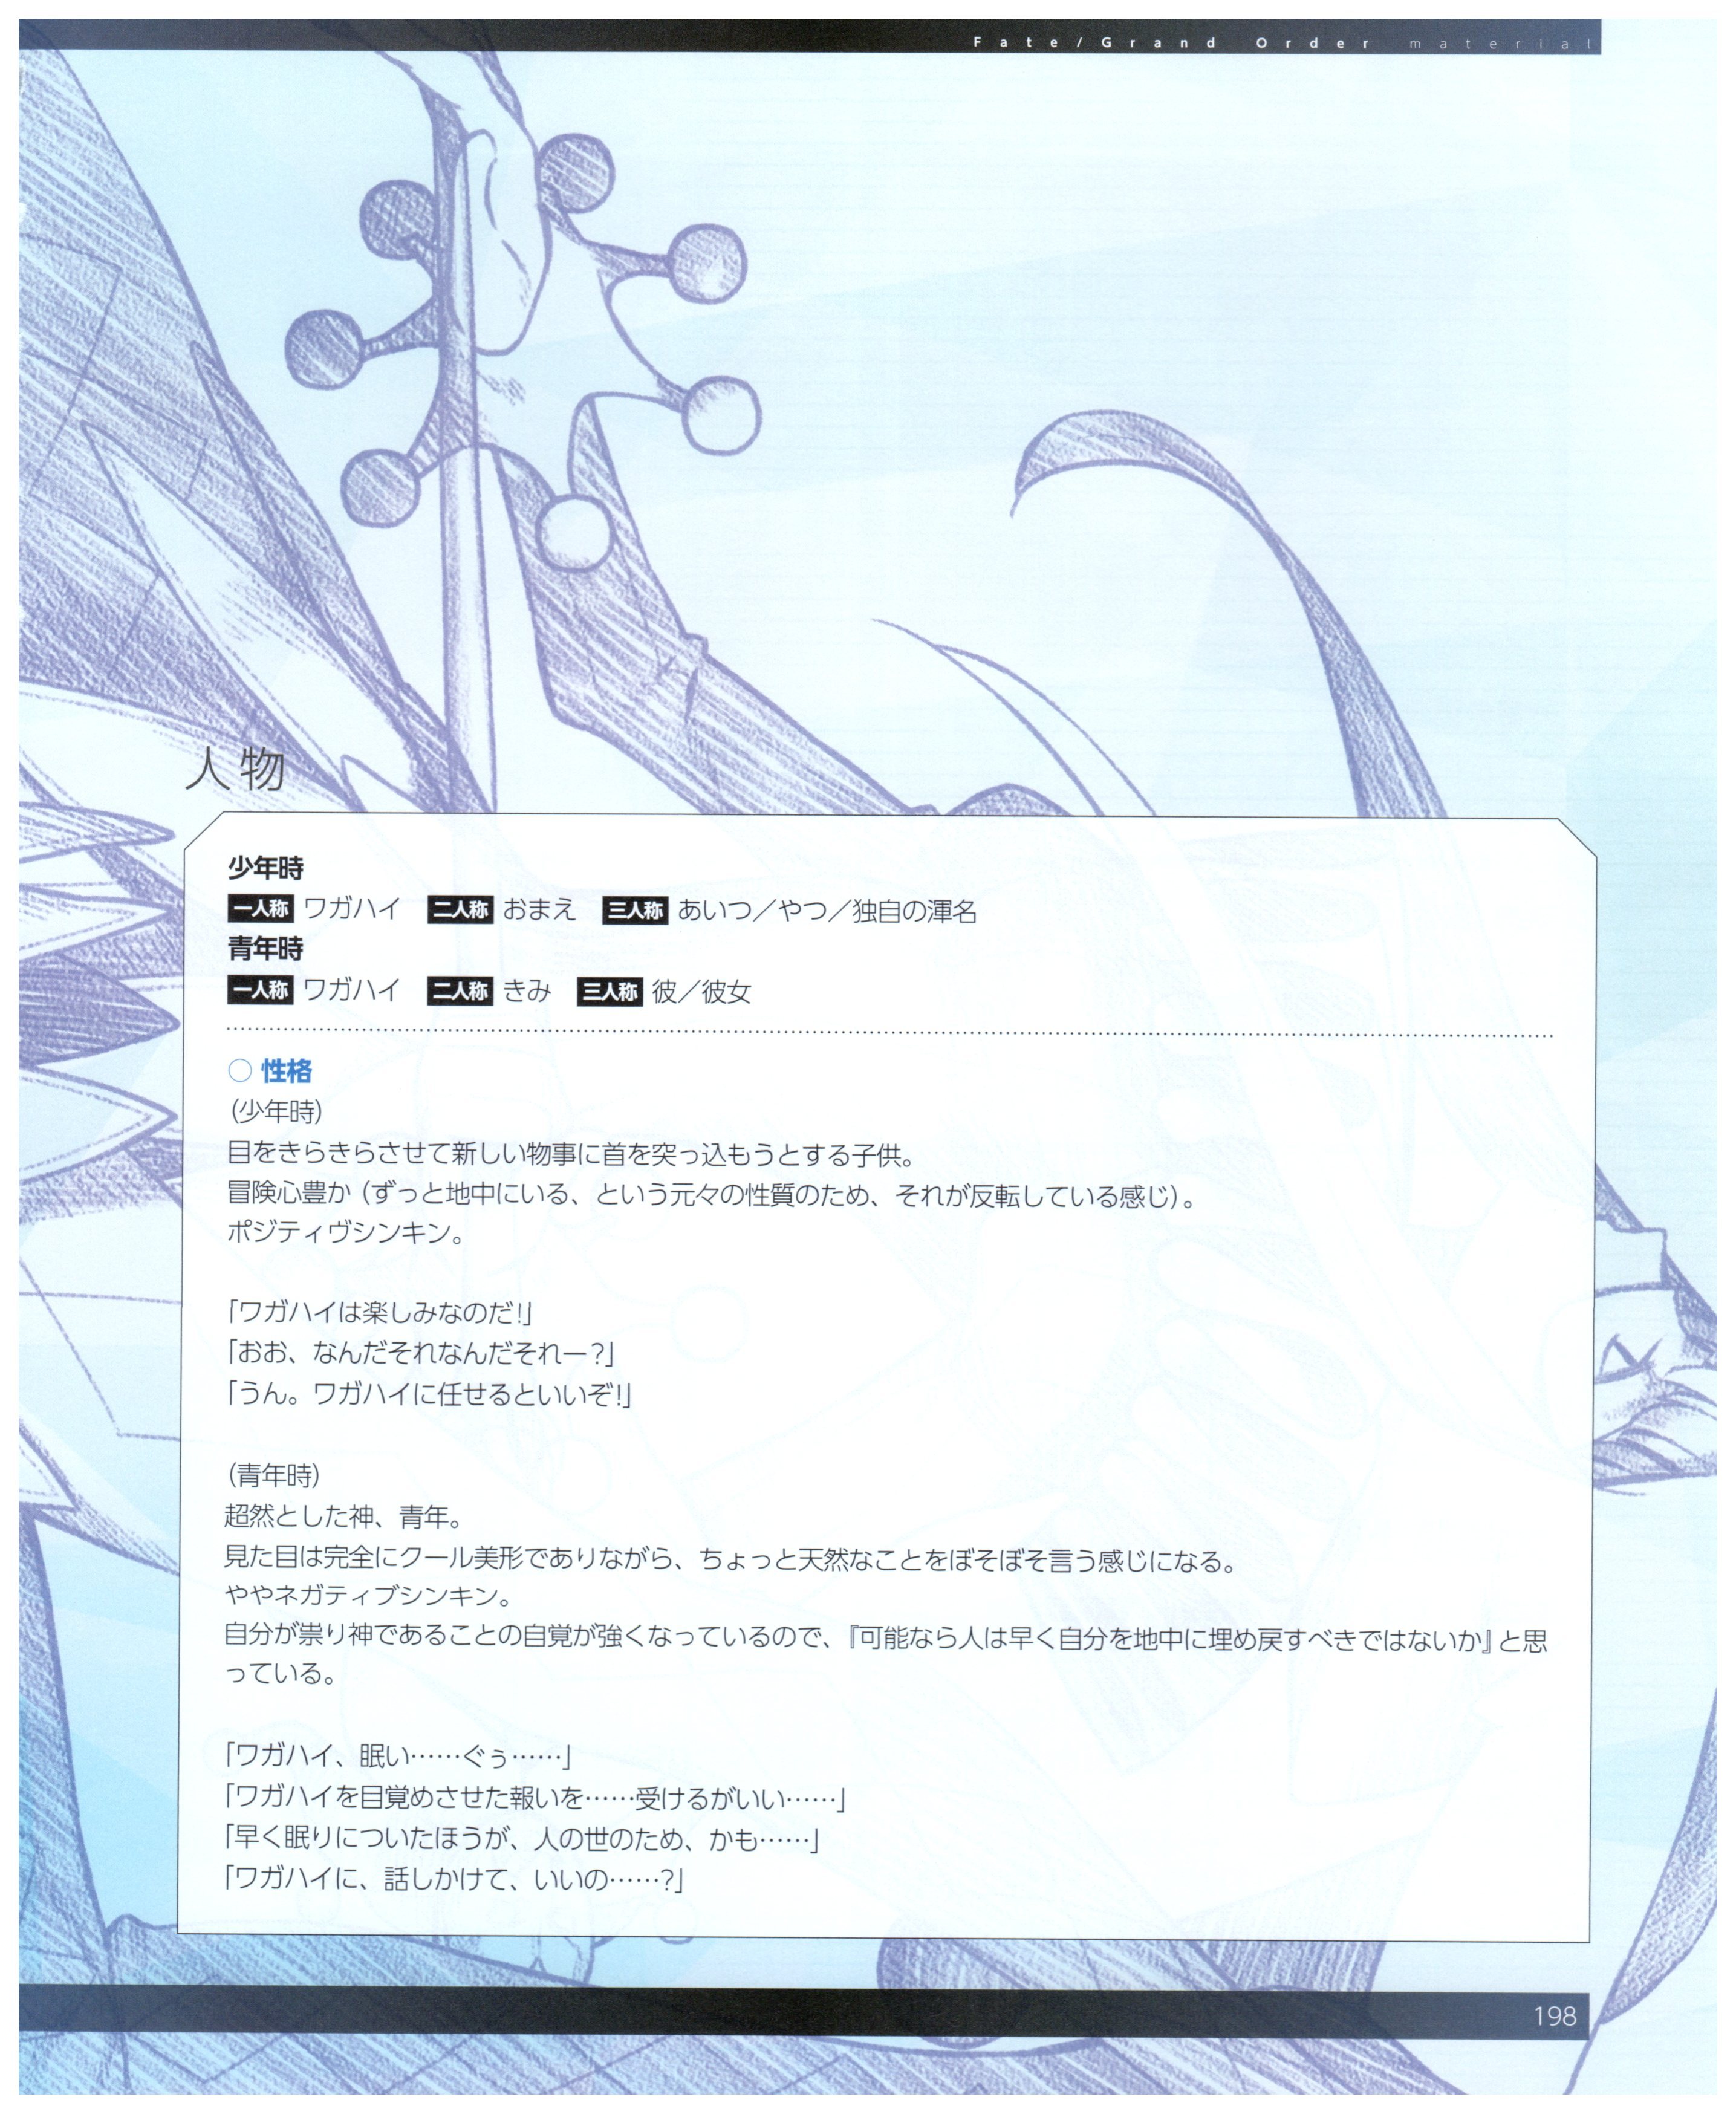 Fate/Grand Order material
人物
少年時
一人称 ワガハイ 二人称 おまえ 三人称 あいつ／やつ／独自の渾名
青年時
一人称 ワガハイ 二人称 きみ 三人称 彼／彼女
○ 性格
(少年時)
目をきらきらさせて新しい物事に首を突っ込もうとする子供。
冒険心豊か（ずっと地中にいる、という元々の性質のため、それが反転している感じ）。
ポジティヴシンキン。
「ワガハイは楽しみなのだ！」
「おお、なんだそれなんだそれー？」
「うん。ワガハイに任せるといいぞ！」
(青年時)
超然とした神、青年。
見た目は完全にクール美形でありながら、ちょっと天然なことをぼそぼそ言う感じになる。
ややネガティブシンキン。
自分が祟り神であることの自覚が強くなっているので、『可能なら人は早く自分を地中に埋め戻すべきではないか』と思
っている。
「ワガハイ、眠い……ぐぅ……」
「ワガハイを目覚めさせた報いを……受けるがいい……」
「早く眠りについたほうが、人の世のため、かも……」
「ワガハイに、話しかけて、いいの……？」
198